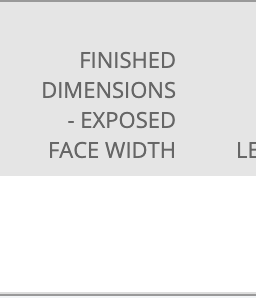 FINISHED
DIMENSIONS
- EXPOSED
FACE WIDTH